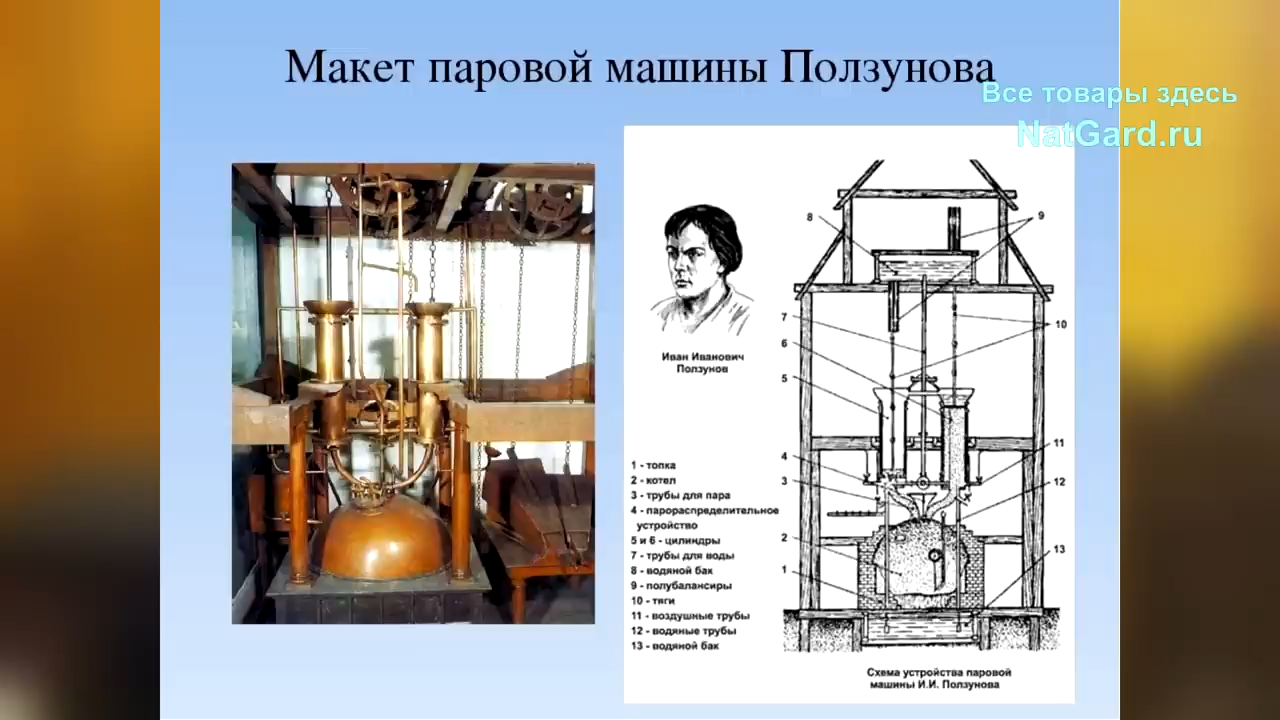 Макет паровой машины Ползунова
Все товары здесь
NatGard.ru
Иван Иванович
Ползунов
1 - топка
2 - котел
3 - трубы для пара
4 - парораспределительное
устройство
5 и 6 - цилиндры
7 - трубы для воды
8 - водяной бак
9 - полубалансиры
10 - тяги
11 - воздушные трубы
12 - водяные трубы
13 - водяной бак
8
9
7
10
6
5
11
4
3
12
2
13
1
Схема устройства паровой
машины И.И. Ползунова